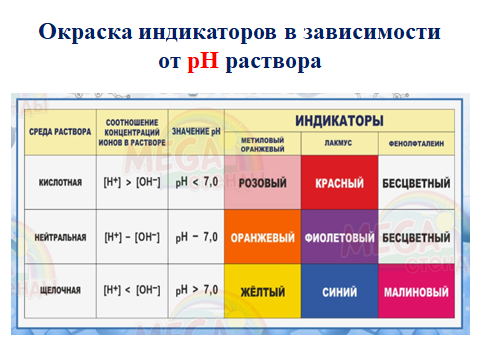 Окраска индикаторов в зависимости
от pH раствора
СРЕДА РАСТВОРА
СООТНОШЕНИЕ
КОНЦЕНТРАЦИЙ
ИОНОВ В РАСТВОРЕ
ЗНАЧЕНИЕ pH
ИНДИКАТОРЫ
МЕТИЛОВЫЙ
ОРАНЖЕВЫЙ
ЛАКМУС
ФЕНОЛФТАЛЕИН
КИСЛОТНАЯ [H⁺] > [OH⁻] pH < 7,0 РОЗОВЫЙ КРАСНЫЙ БЕСЦВЕТНЫЙ
НЕЙТРАЛЬНАЯ [H⁺] – [OH⁻] pH – 7,0 ОРАНЖЕВЫЙ ФИОЛЕТОВЫЙ БЕСЦВЕТНЫЙ
ЩЕЛОЧНАЯ [H⁺] < [OH⁻] pH > 7,0 ЖЁЛТЫЙ СИНИЙ МАЛИНОВЫЙ
MEGA